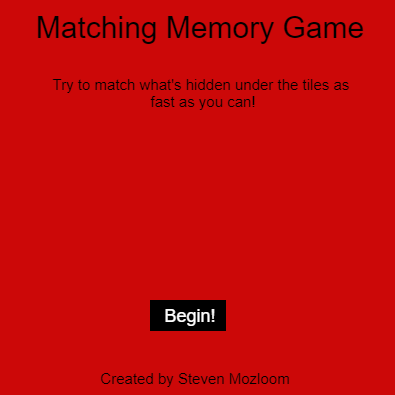 Matching Memory Game
Try to match what's hidden under the tiles as
fast as you can!
Begin!
Created by Steven Mozloom